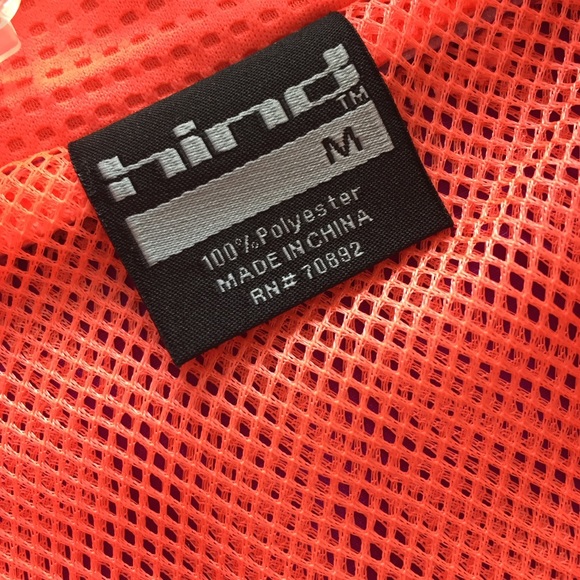 hind™
M
100% Polyester
MADE IN CHINA
RN# 70892